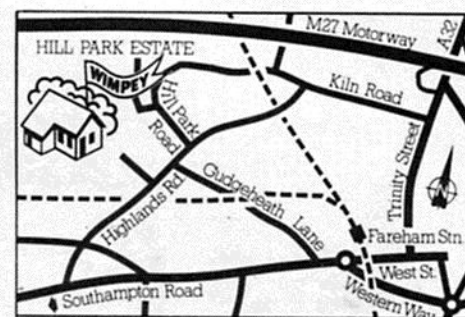 M27 Motorway
A32
HILL PARK ESTATE
WIMPEY
Hill Park
Road
Kiln Road
Trinity Street
Highlands Rd.
Gudgeheath Lane
N
Fareham Stn
West St.
Southampton Road
Western Way